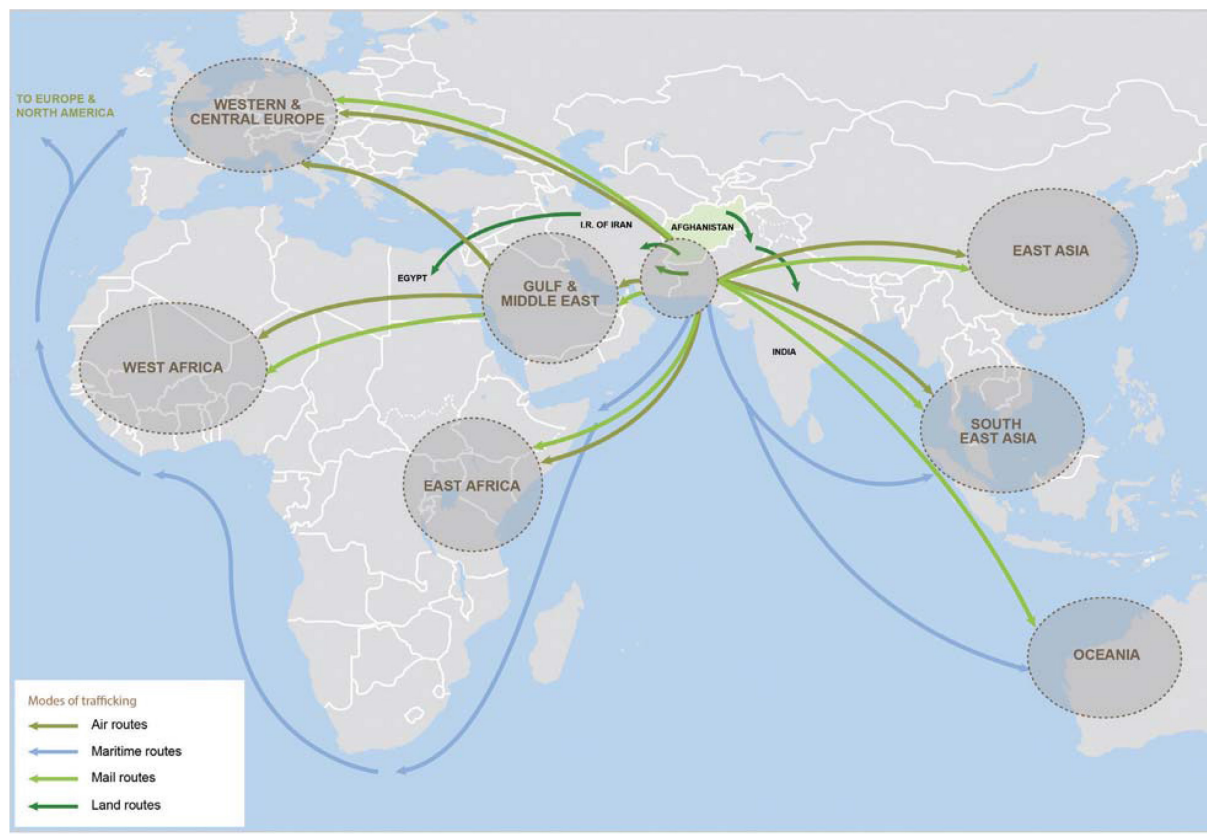 TO EUROPE &
NORTH AMERICA
WESTERN &
CENTRAL EUROPE
I.R. OF IRAN
AFGHANISTAN
EAST ASIA
EGYPT
GULF &
MIDDLE EAST
INDIA
WEST AFRICA
SOUTH
EAST ASIA
EAST AFRICA
OCEANIA
Modes of trafficking
Air routes
Maritime routes
Mail routes
Land routes